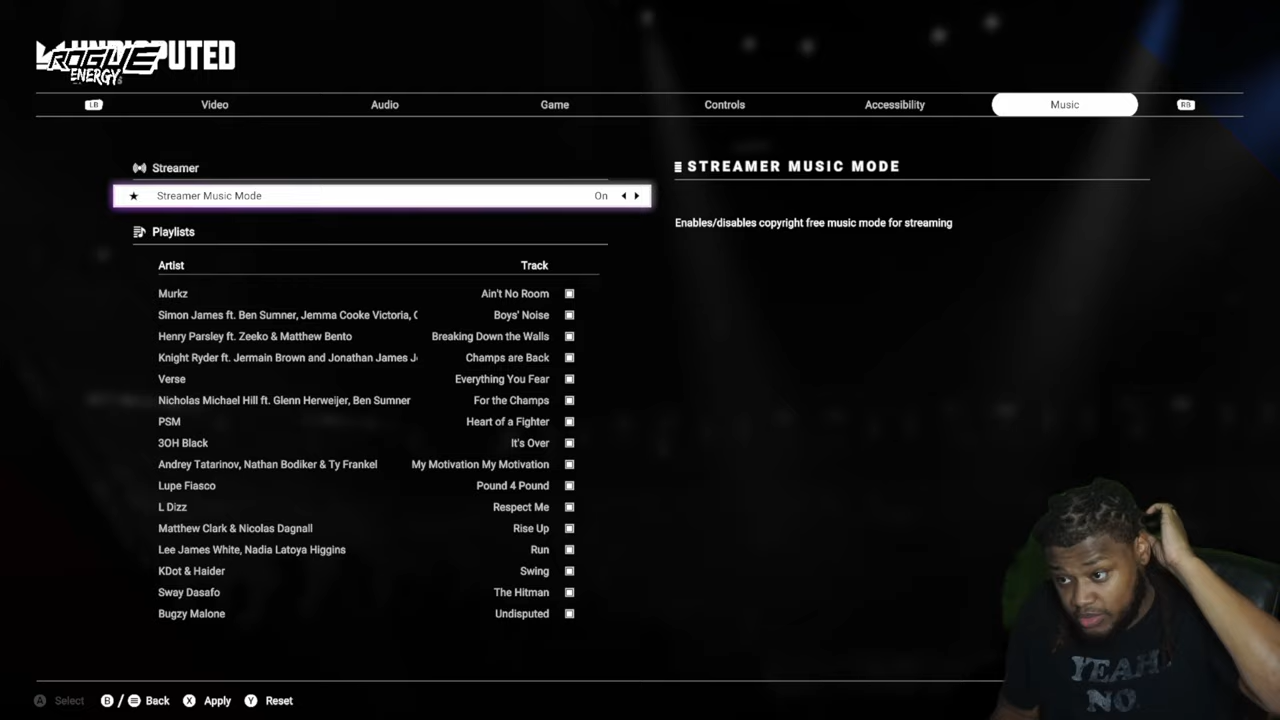 UNDISPUTED
ROGUE
ENERGY
LB Video Audio Game Controls Accessibility Music RB
Streamer
Streamer Music Mode On
Playlists
Artist Track
Murkz Ain't No Room
Simon James ft. Ben Sumner, Jemma Cooke Victoria, Boys' Noise
Henry Parsley ft. Zeeko & Matthew Bento Breaking Down the Walls
Knight Ryder ft. Jermain Brown and Jonathan James Champs are Back
Verse Everything You Fear
Nicholas Michael Hill ft. Glenn Herweijer, Ben Sumner For the Champs
PSM Heart of a Fighter
3OH Black It's Over
Andrey Tatarinov, Nathan Bodiker & Ty Frankel My Motivation My Motivation
Lupe Fiasco Pound 4 Pound
L Dizz Respect Me
Matthew Clark & Nicolas Dagnall Rise Up
Lee James White, Nadia Latoya Higgins Run
KDot & Haider Swing
Sway Dasafo The Hitman
Bugzy Malone Undisputed
STREAMER MUSIC MODE
Enables/disables copyright free music mode for streaming
YEAH
NO.
A Select B / Back X Apply Y Reset